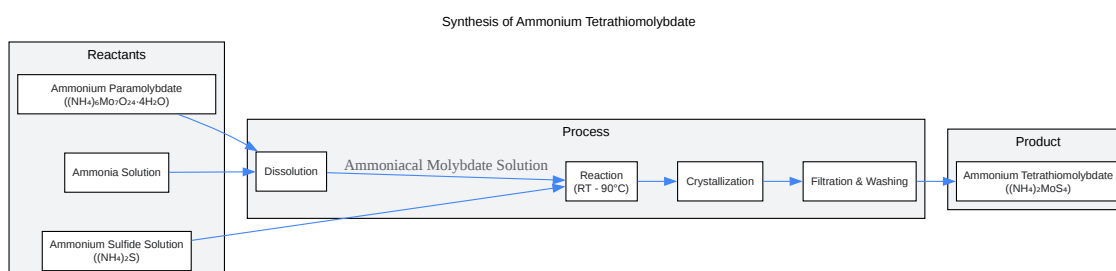 Synthesis of Ammonium Tetrathiomolybdate
Reactants
Ammonium Paramolybdate
((NH₄)₆Mo₇O₂₄·4H₂O)
Ammonia Solution
Ammonium Sulfide Solution
((NH₄)₂S)
Process
Dissolution
Ammoniacal Molybdate Solution
Reaction
(RT - 90°C)
Crystallization
Filtration & Washing
Product
Ammonium Tetrathiomolybdate
((NH₄)₂MoS₄)